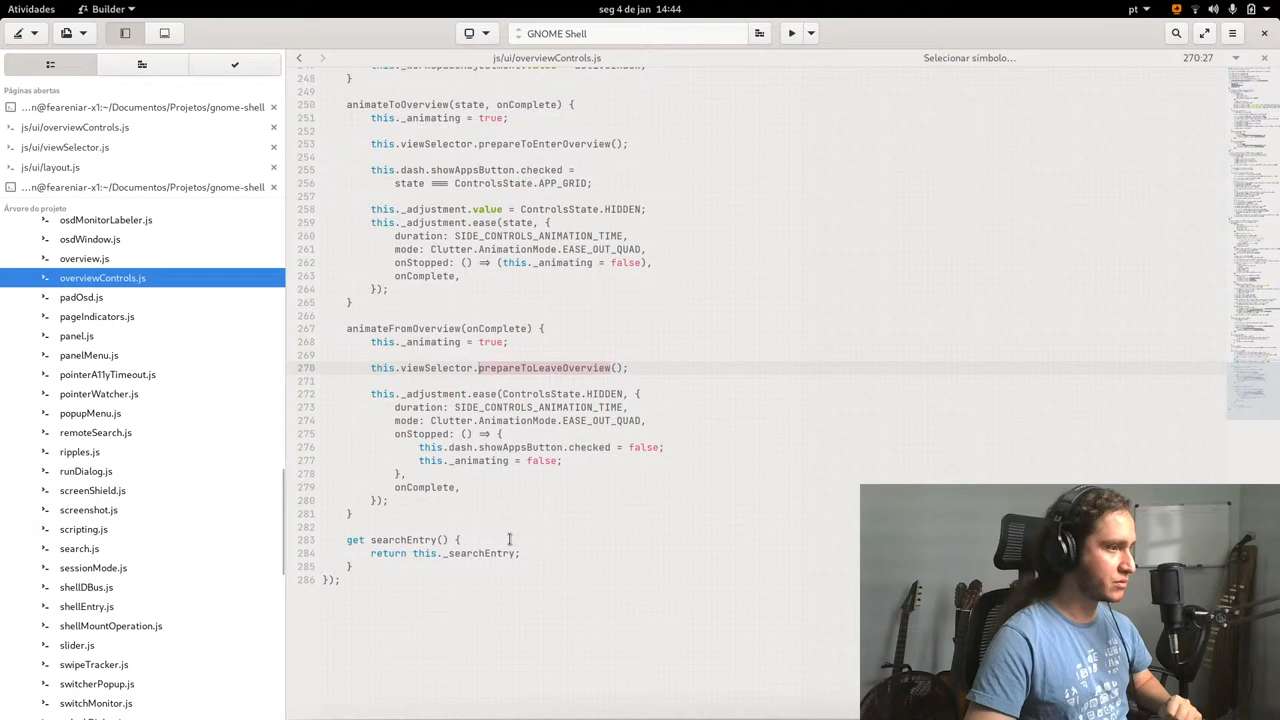 Atividades
Builder
seg 4 de jan  14:44
pt
GNOME Shell
js/ui/overviewControls.js
Selecionar símbolo…
270:27
Páginas abertas
…n@feareniar-x1:~/Documentos/Projetos/gnome-shell
js/ui/overviewControls.js
js/ui/viewSelector.js
js/ui/layout.js
…n@feareniar-x1:~/Documentos/Projetos/gnome-shell
Árvore do projeto
osdMonitorLabeler.js
osdWindow.js
overview.js
overviewControls.js
padOsd.js
pageIndicators.js
panel.js
panelMenu.js
pointerA11yTimeout.js
pointerWatcher.js
popupMenu.js
remoteSearch.js
ripples.js
runDialog.js
screenShield.js
screenshot.js
scripting.js
search.js
sessionMode.js
shellDBus.js
shellEntry.js
shellMountOperation.js
slider.js
swipeTracker.js
switcherPopup.js
switchMonitor.js
248 }
249
250 animateToOverview(state, onComplete) {
251 this._animating = true;
252
253 this.viewSelector.prepareToEnterOverview();
254
255 this.dash.showAppsButton.checked =
256 state === ControlsState.APP_GRID;
257
258 this._adjustment.value = ControlsState.HIDDEN;
259 this._adjustment.ease(state, {
260 duration: SIDE_CONTROLS_ANIMATION_TIME,
261 mode: Clutter.AnimationMode.EASE_OUT_QUAD,
262 onStopped: () => (this._animating = false),
263 onComplete,
264 });
265 }
266
267 animateFromOverview(onComplete) {
268 this._animating = true;
269
270 this.viewSelector.prepareToLeaveOverview();
271
272 this._adjustment.ease(ControlsState.HIDDEN, {
273 duration: SIDE_CONTROLS_ANIMATION_TIME,
274 mode: Clutter.AnimationMode.EASE_OUT_QUAD,
275 onStopped: () => {
276 this.dash.showAppsButton.checked = false;
277 this._animating = false;
278 },
279 onComplete,
280 });
281 }
282
283 get searchEntry() {
284 return this._searchEntry;
285 }
286 });